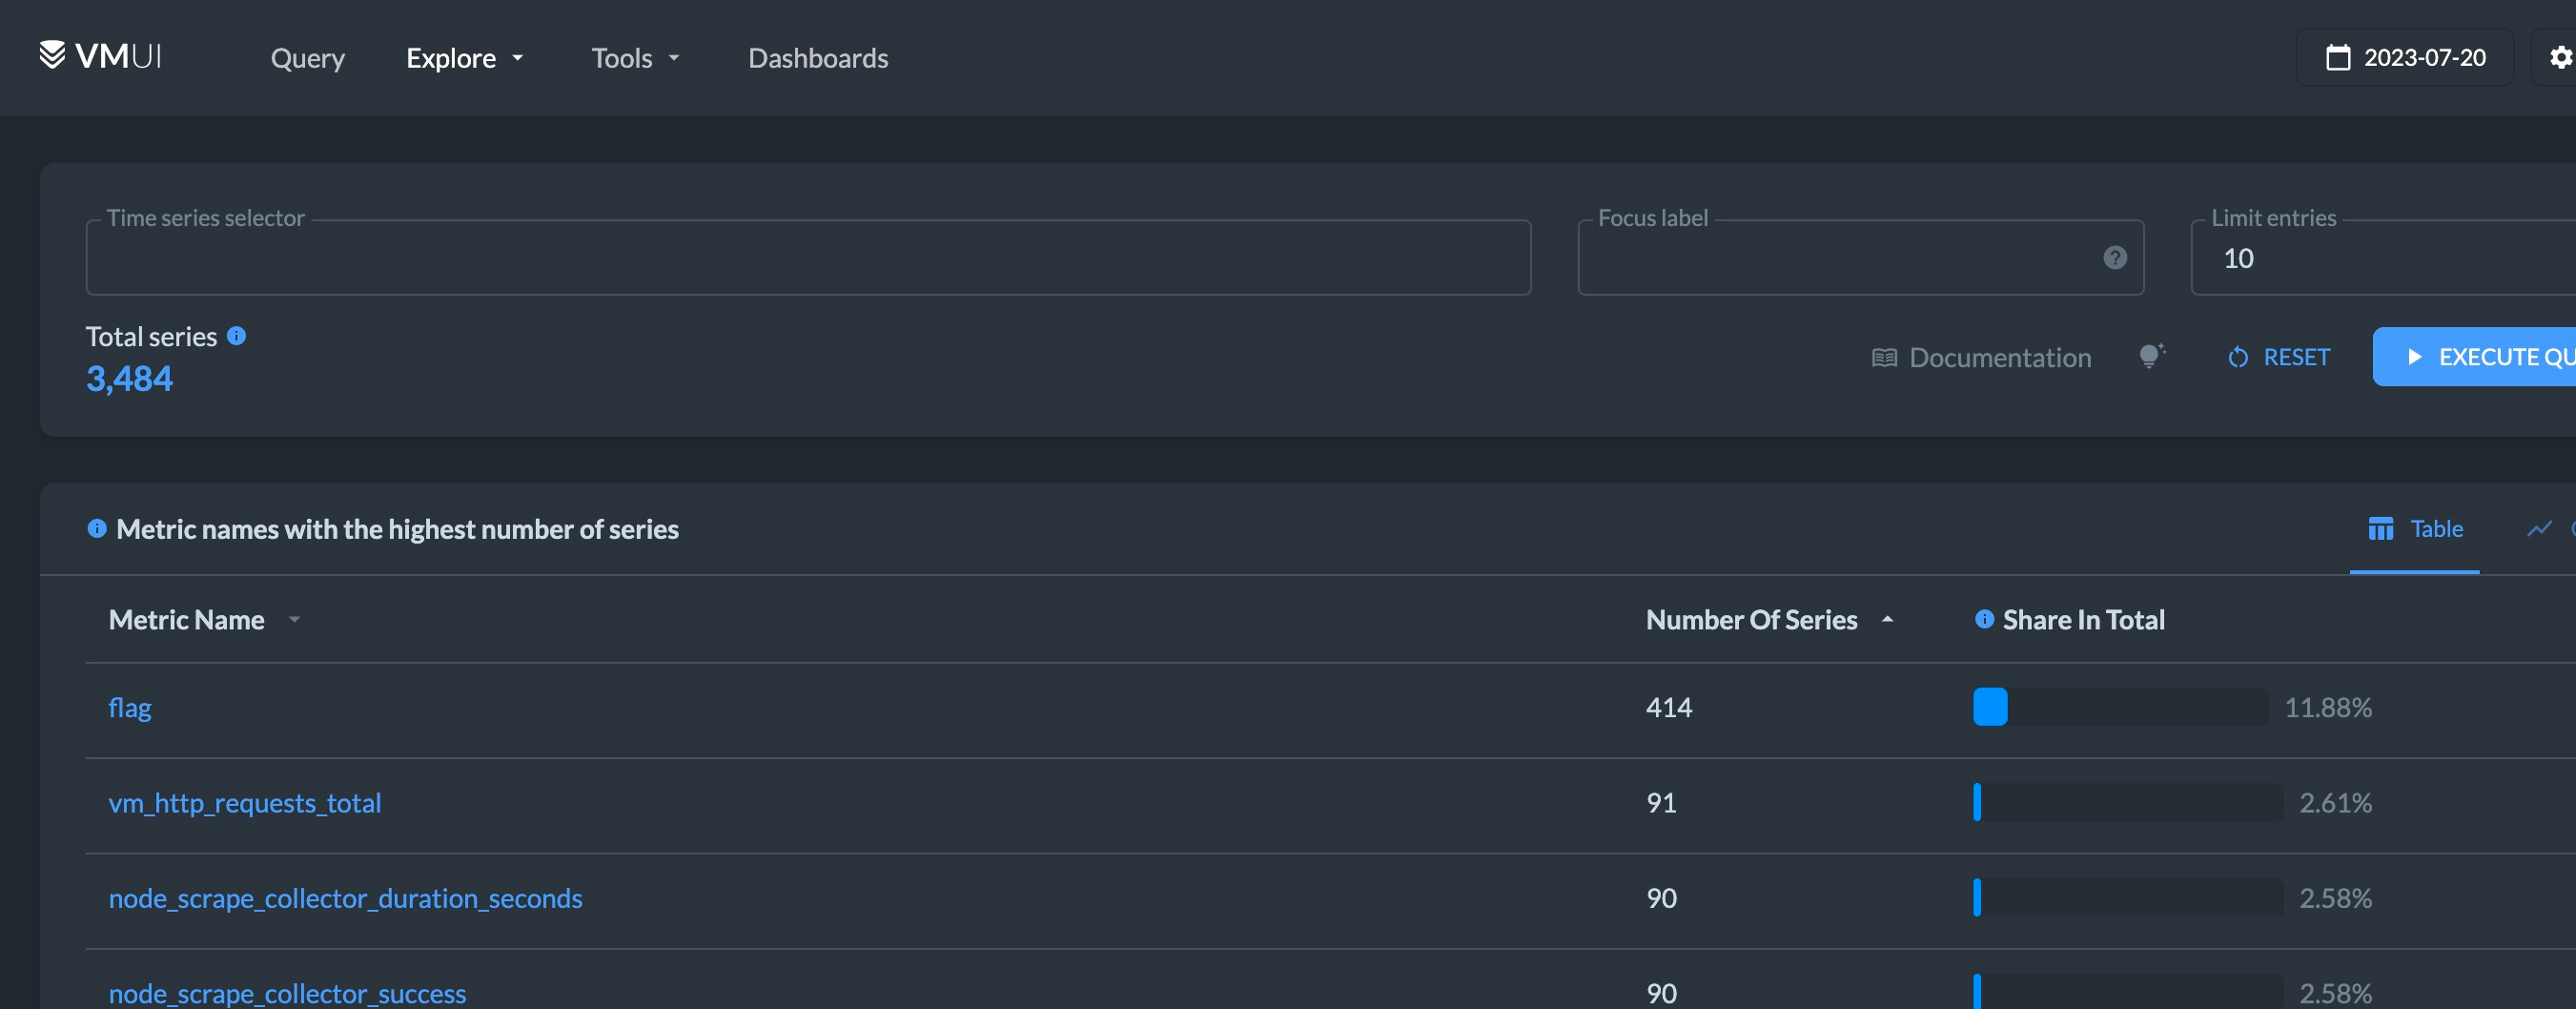 VMUI Query Explore Tools Dashboards 2023-07-20
Time series selector Focus label Limit entries
10
Total series
3,484
Documentation RESET EXECUTE QU
Metric names with the highest number of series Table
Metric Name Number Of Series Share In Total
flag 414 11.88%
vm_http_requests_total 91 2.61%
node_scrape_collector_duration_seconds 90 2.58%
node_scrape_collector_success 90 2.58%